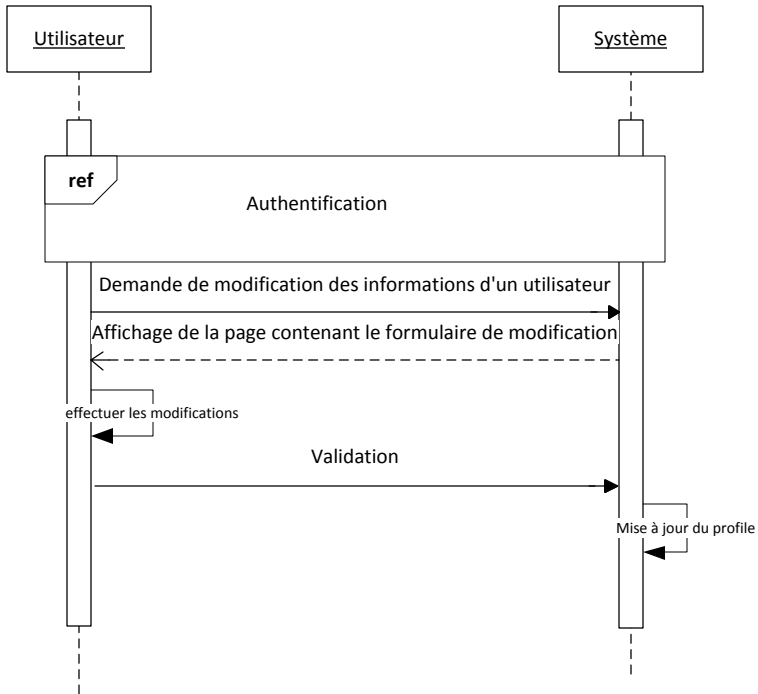 Utilisateur
Système
ref
Authentification
Demande de modification des informations d'un utilisateur
Affichage de la page contenant le formulaire de modification
effectuer les modifications
Validation
Mise à jour du profile